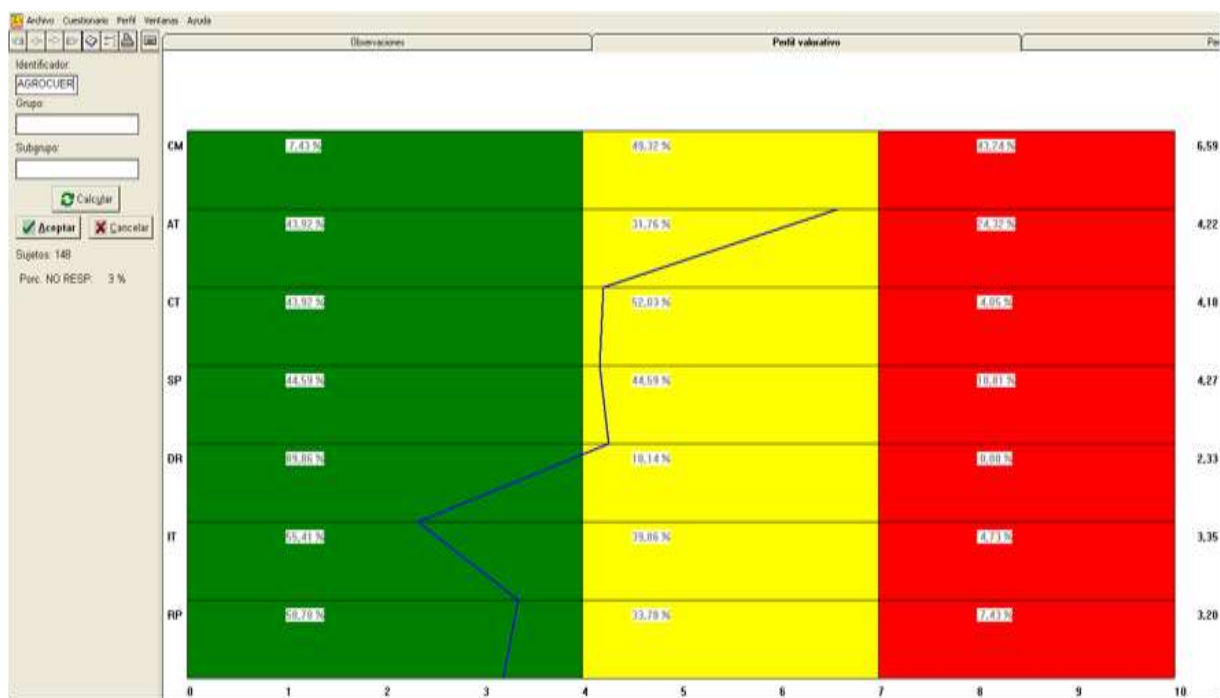 Archivo Cuestionario Perfil Ventanas Ayuda
Observaciones Perfil valorativo
Identificador:
AGROCUER
Grupo:
Subgrupo:
Calcular
Aceptar Cancelar
Sujetos: 148
Porc. NO RESP: 3 %
CM 7,43 % 49,32 % 43,24 % 6,59
AT 43,92 % 31,76 % 24,32 % 4,22
CT 43,92 % 52,03 % 4,05 % 4,18
SP 44,59 % 44,59 % 10,81 % 4,27
DR 89,86 % 10,14 % 0,00 % 2,33
IT 55,41 % 39,86 % 4,73 % 3,35
RP 58,78 % 33,78 % 7,43 % 3,20
0 1 2 3 4 5 6 7 8 9 10